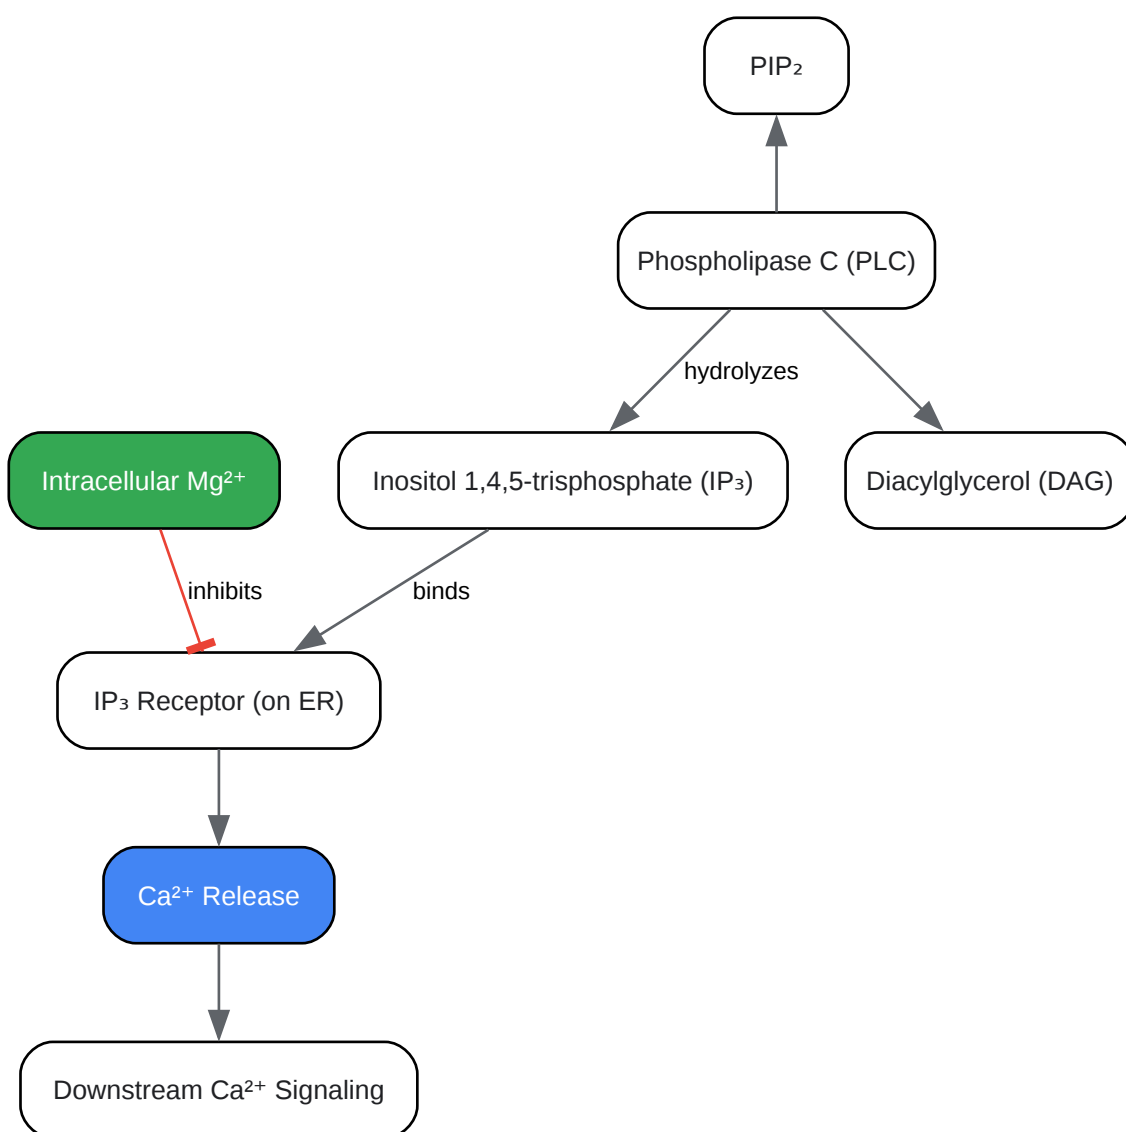 PIP₂
Phospholipase C (PLC)
hydrolyzes
Intracellular Mg²⁺
Inositol 1,4,5-trisphosphate (IP₃)
Diacylglycerol (DAG)
inhibits
binds
IP₃ Receptor (on ER)
Ca²⁺ Release
Downstream Ca²⁺ Signaling